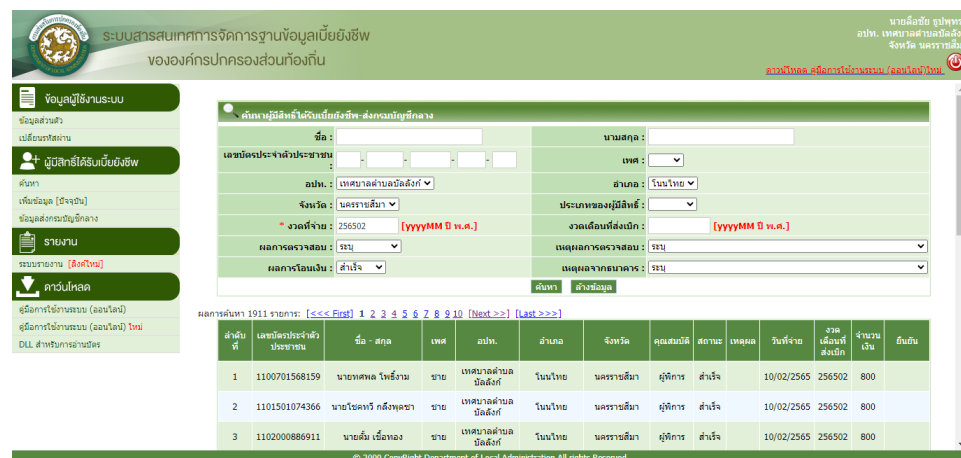 ระบบสารสนเทศการจัดการฐานข้อมูลเบี้ยยังชีพ
ขององค์กรปกครองส่วนท้องถิ่น
นายลือชัย ธูปพุทร
อปท. เทศบาลตำบลบัลลังก์
จังหวัด นครราชสีมา
ดาวน์โหลด คู่มือการใช้งานระบบ (ออนไลน์)ใหม่
ข้อมูลผู้ใช้งานระบบ
ข้อมูลส่วนตัว
เปลี่ยนรหัสผ่าน
ผู้มีสิทธิ์ได้รับเบี้ยยังชีพ
ค้นหา
เพิ่มข้อมูล [ปัจจุบัน]
ข้อมูลส่งกรมบัญชีกลาง
รายงาน
ระบบรายงาน [ลิงค์ใหม่]
ดาวน์โหลด
คู่มือการใช้งานระบบ (ออนไลน์)
คู่มือการใช้งานระบบ (ออนไลน์) ใหม่
DLL สำหรับการอ่านบัตร
ค้นหาผู้มีสิทธิ์ได้รับเบี้ยยังชีพ-ส่งกรมบัญชีกลาง
ชื่อ : นามสกุล :
เลขบัตรประจำตัวประชาชน : - - - - เพศ :
อปท. : เทศบาลตำบลบัลลังก์ อำเภอ : โนนไทย
จังหวัด : นครราชสีมา ประเภทของผู้มีสิทธิ์ :
* งวดที่จ่าย : 256502 [yyyyMM ปี พ.ศ.] งวดเดือนที่ส่งเบิก : [yyyyMM ปี พ.ศ.]
ผลการตรวจสอบ : ระบุ เหตุผลการตรวจสอบ : ระบุ
ผลการโอนเงิน : สำเร็จ เหตุผลจากธนาคาร : ระบุ
ค้นหา ล้างข้อมูล
ผลการค้นหา 1911 รายการ: [<<< First] 1 2 3 4 5 6 7 8 9 10 [Next >>] [Last >>>]
ลำดับที่ เลขบัตรประจำตัวประชาชน ชื่อ - สกุล เพศ อปท. อำเภอ จังหวัด คุณสมบัติ สถานะ เหตุผล วันที่จ่าย งวดเดือนที่ส่งเบิก จำนวนเงิน ยืนยัน
1 1100701568159 นายทศพล โพธิ์งาม ชาย เทศบาลตำบลบัลลังก์ โนนไทย นครราชสีมา ผู้พิการ สำเร็จ 10/02/2565 256502 800
2 1101501074366 นายโชคทวี กลึงพุดซา ชาย เทศบาลตำบลบัลลังก์ โนนไทย นครราชสีมา ผู้พิการ สำเร็จ 10/02/2565 256502 800
3 1102000886911 นายตั้ม เชื้อทอง ชาย เทศบาลตำบลบัลลังก์ โนนไทย นครราชสีมา ผู้พิการ สำเร็จ 10/02/2565 256502 800
© 2009 CopyRight Department of Local Administration All rights Reserved